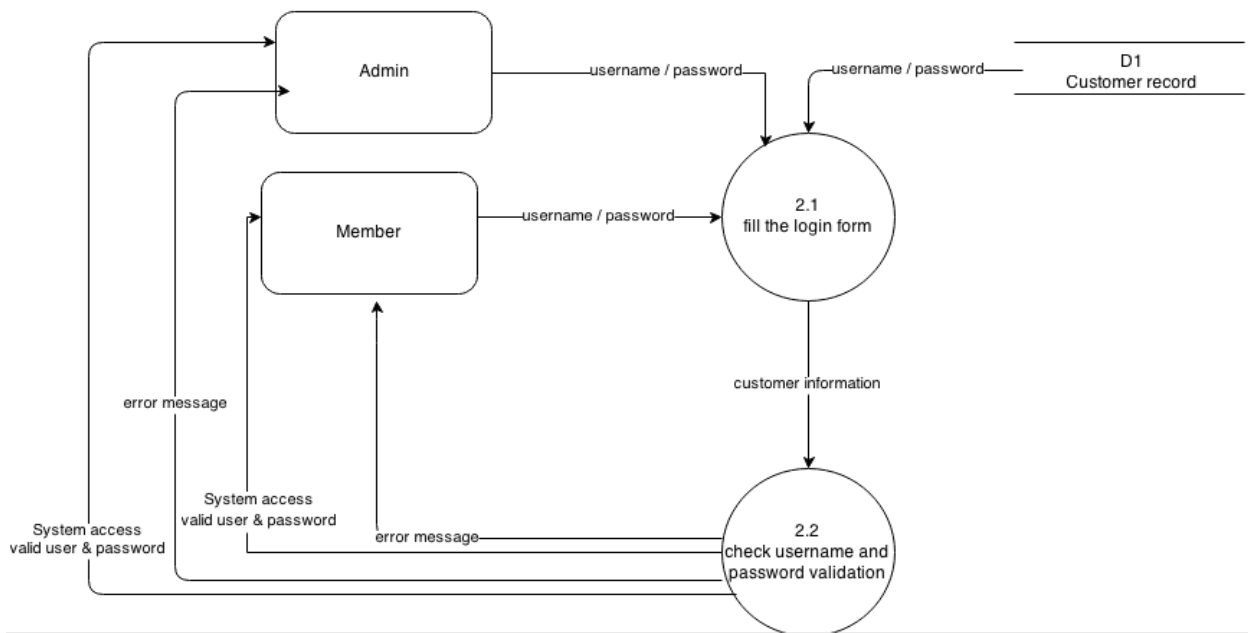 Admin
username / password
username / password
D1
Customer record
2.1
fill the login form
Member
username / password
customer information
error message
System access
valid user & password
System access
valid user & password
error message
2.2
check username and
password validation